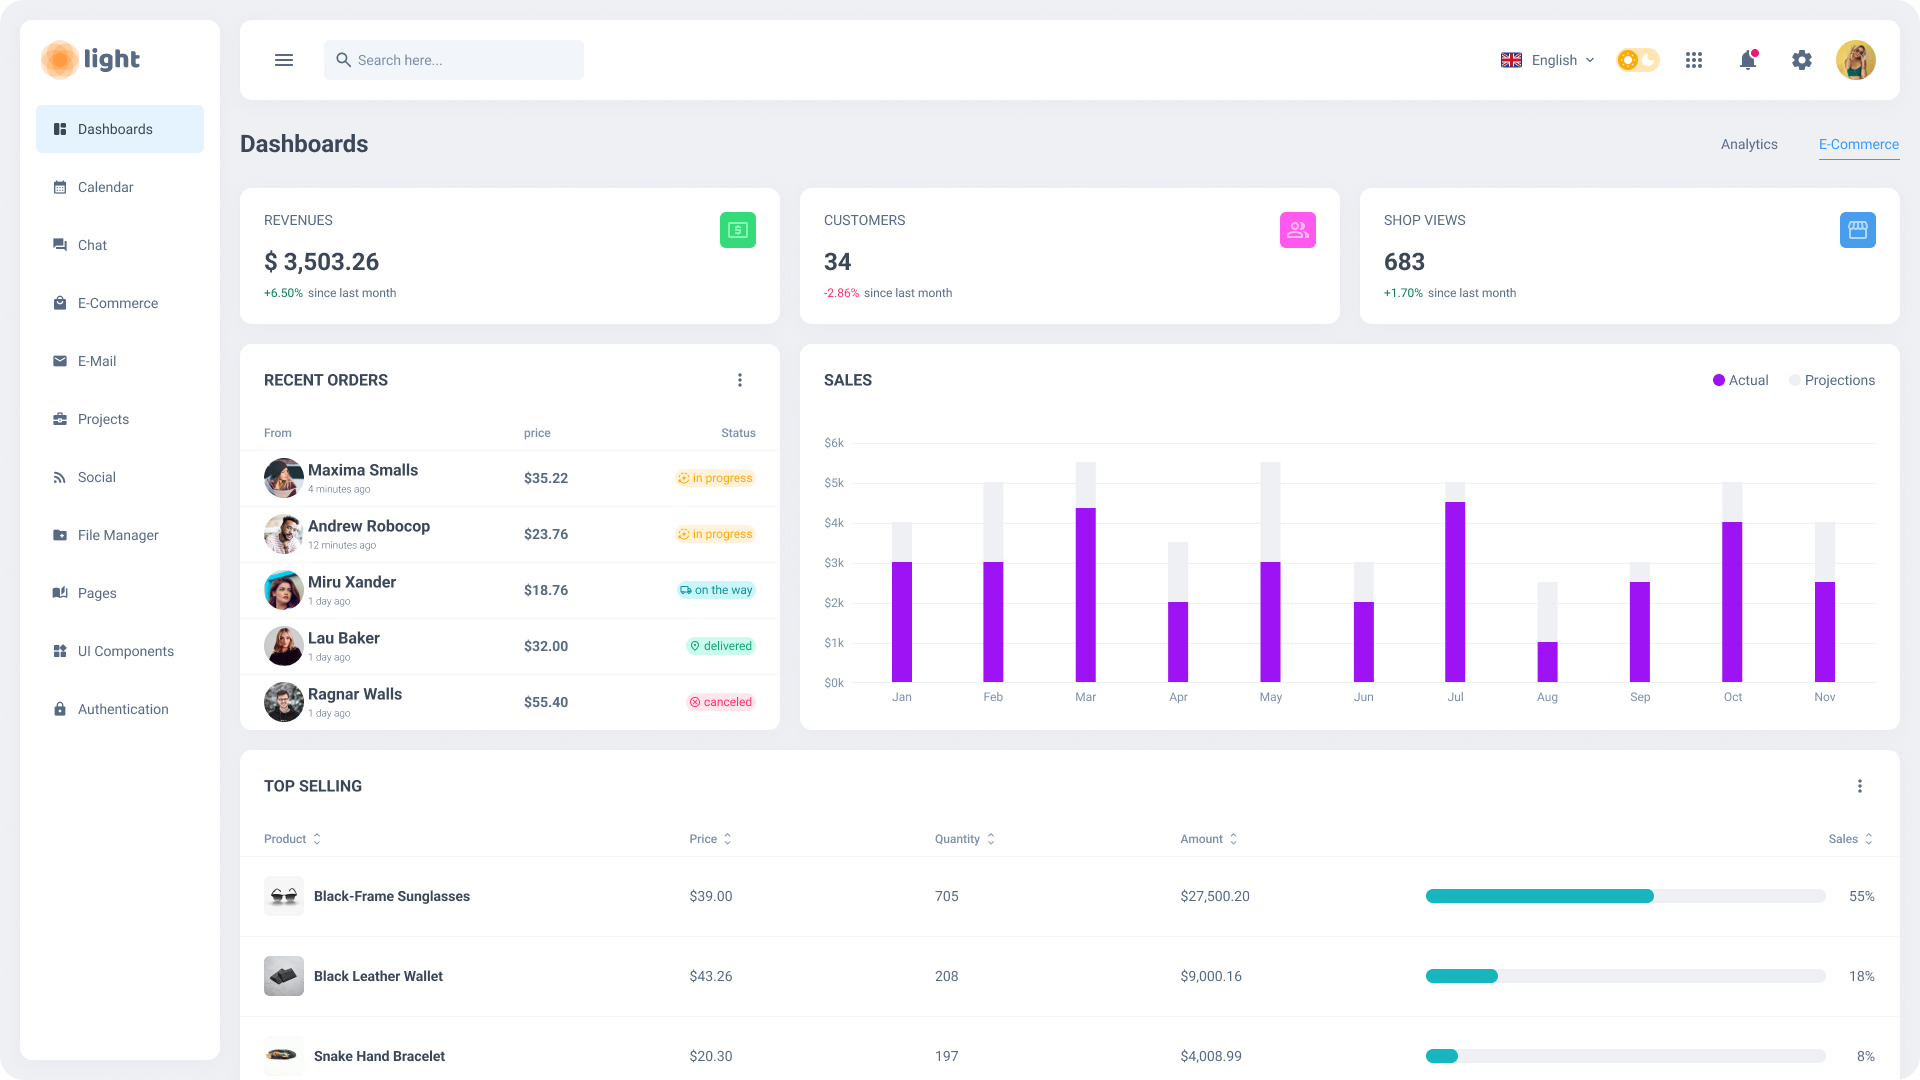 light
Search here...
English
Dashboards
Calendar
Chat
E-Commerce
E-Mail
Projects
Social
File Manager
Pages
UI Components
Authentication
Dashboards
Analytics
E-Commerce
REVENUES
$ 3,503.26
+6.50% since last month
CUSTOMERS
34
-2.86% since last month
SHOP VIEWS
683
+1.70% since last month
RECENT ORDERS
From price Status
Maxima Smalls
4 minutes ago
$35.22
in progress
Andrew Robocop
12 minutes ago
$23.76
in progress
Miru Xander
1 day ago
$18.76
on the way
Lau Baker
1 day ago
$32.00
delivered
Ragnar Walls
1 day ago
$55.40
canceled
SALES
Actual Projections
$6k
$5k
$4k
$3k
$2k
$1k
$0k
Jan Feb Mar Apr May Jun Jul Aug Sep Oct Nov
TOP SELLING
Product Price Quantity Amount Sales
Black-Frame Sunglasses $39.00 705 $27,500.20 55%
Black Leather Wallet $43.26 208 $9,000.16 18%
Snake Hand Bracelet $20.30 197 $4,008.99 8%